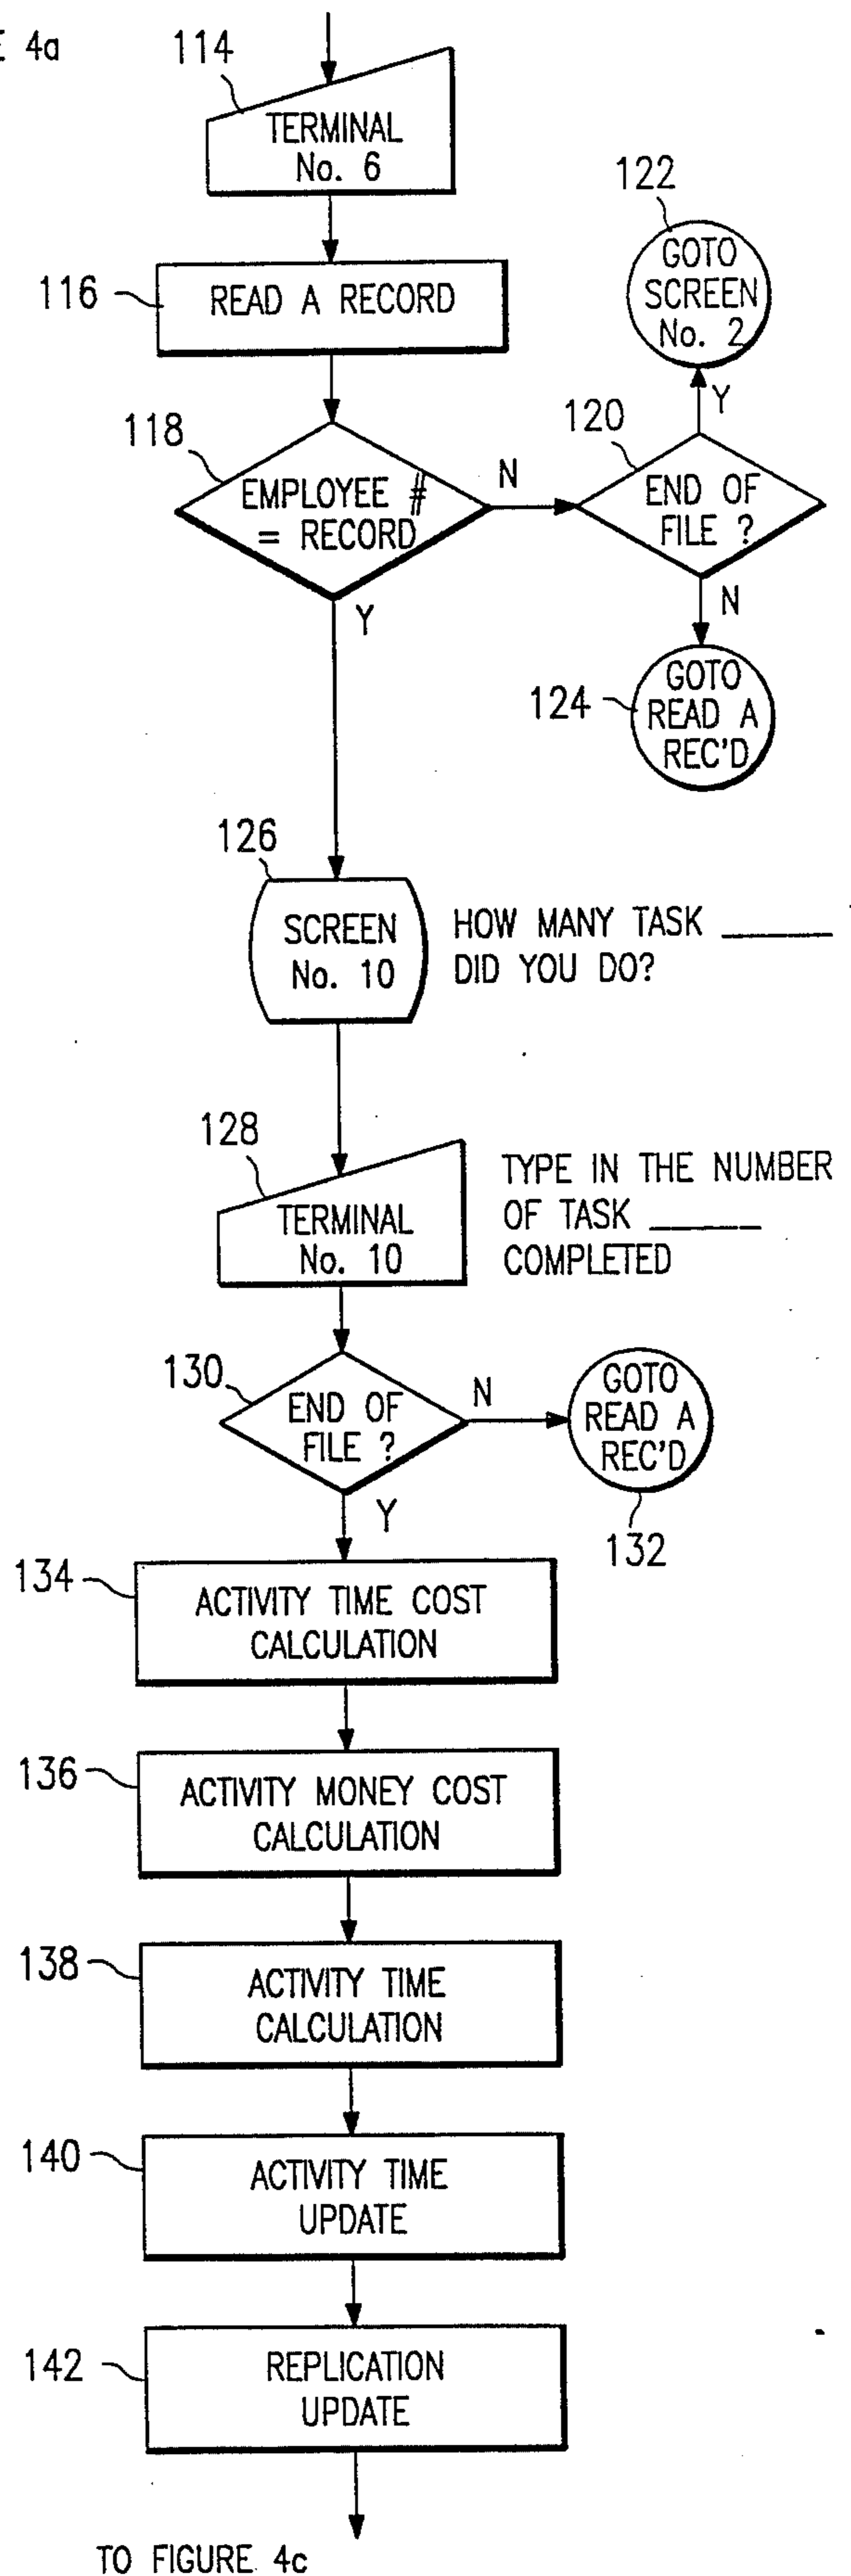 E 4a
114
TERMINAL
No. 6
122
GOTO
SCREEN
No. 2
116
READ A RECORD
Y
118
120
EMPLOYEE #
= RECORD
N
END OF
FILE ?
Y
N
124
GOTO
READ A
REC'D
126
SCREEN
No. 10
HOW MANY TASK ______
DID YOU DO?
128
TERMINAL
No. 10
TYPE IN THE NUMBER
OF TASK ______
COMPLETED
130
END OF
FILE ?
N
GOTO
READ A
REC'D
132
Y
134
ACTIVITY TIME COST
CALCULATION
136
ACTIVITY MONEY COST
CALCULATION
138
ACTIVITY TIME
CALCULATION
140
ACTIVITY TIME
UPDATE
142
REPLICATION
UPDATE
TO FIGURE 4c